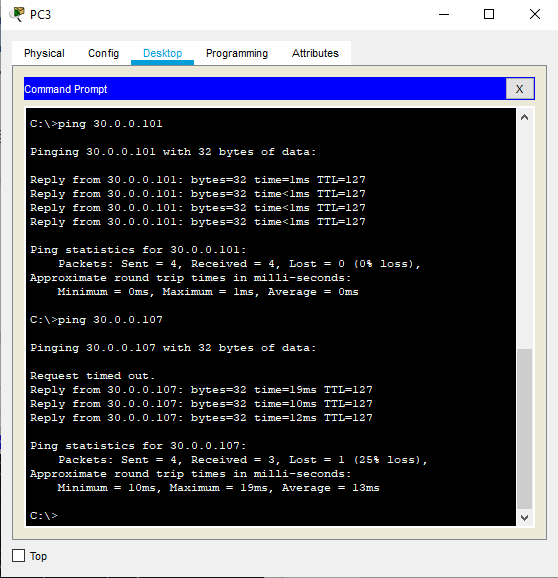 PC3
Physical Config Desktop Programming Attributes
Command Prompt X
C:\>ping 30.0.0.101
Pinging 30.0.0.101 with 32 bytes of data:
Reply from 30.0.0.101: bytes=32 time=1ms TTL=127
Reply from 30.0.0.101: bytes=32 time<1ms TTL=127
Reply from 30.0.0.101: bytes=32 time<1ms TTL=127
Reply from 30.0.0.101: bytes=32 time<1ms TTL=127
Ping statistics for 30.0.0.101:
Packets: Sent = 4, Received = 4, Lost = 0 (0% loss),
Approximate round trip times in milli-seconds:
Minimum = 0ms, Maximum = 1ms, Average = 0ms
C:\>ping 30.0.0.107
Pinging 30.0.0.107 with 32 bytes of data:
Request timed out.
Reply from 30.0.0.107: bytes=32 time=19ms TTL=127
Reply from 30.0.0.107: bytes=32 time=10ms TTL=127
Reply from 30.0.0.107: bytes=32 time=12ms TTL=127
Ping statistics for 30.0.0.107:
Packets: Sent = 4, Received = 3, Lost = 1 (25% loss),
Approximate round trip times in milli-seconds:
Minimum = 10ms, Maximum = 19ms, Average = 13ms
C:\>
Top